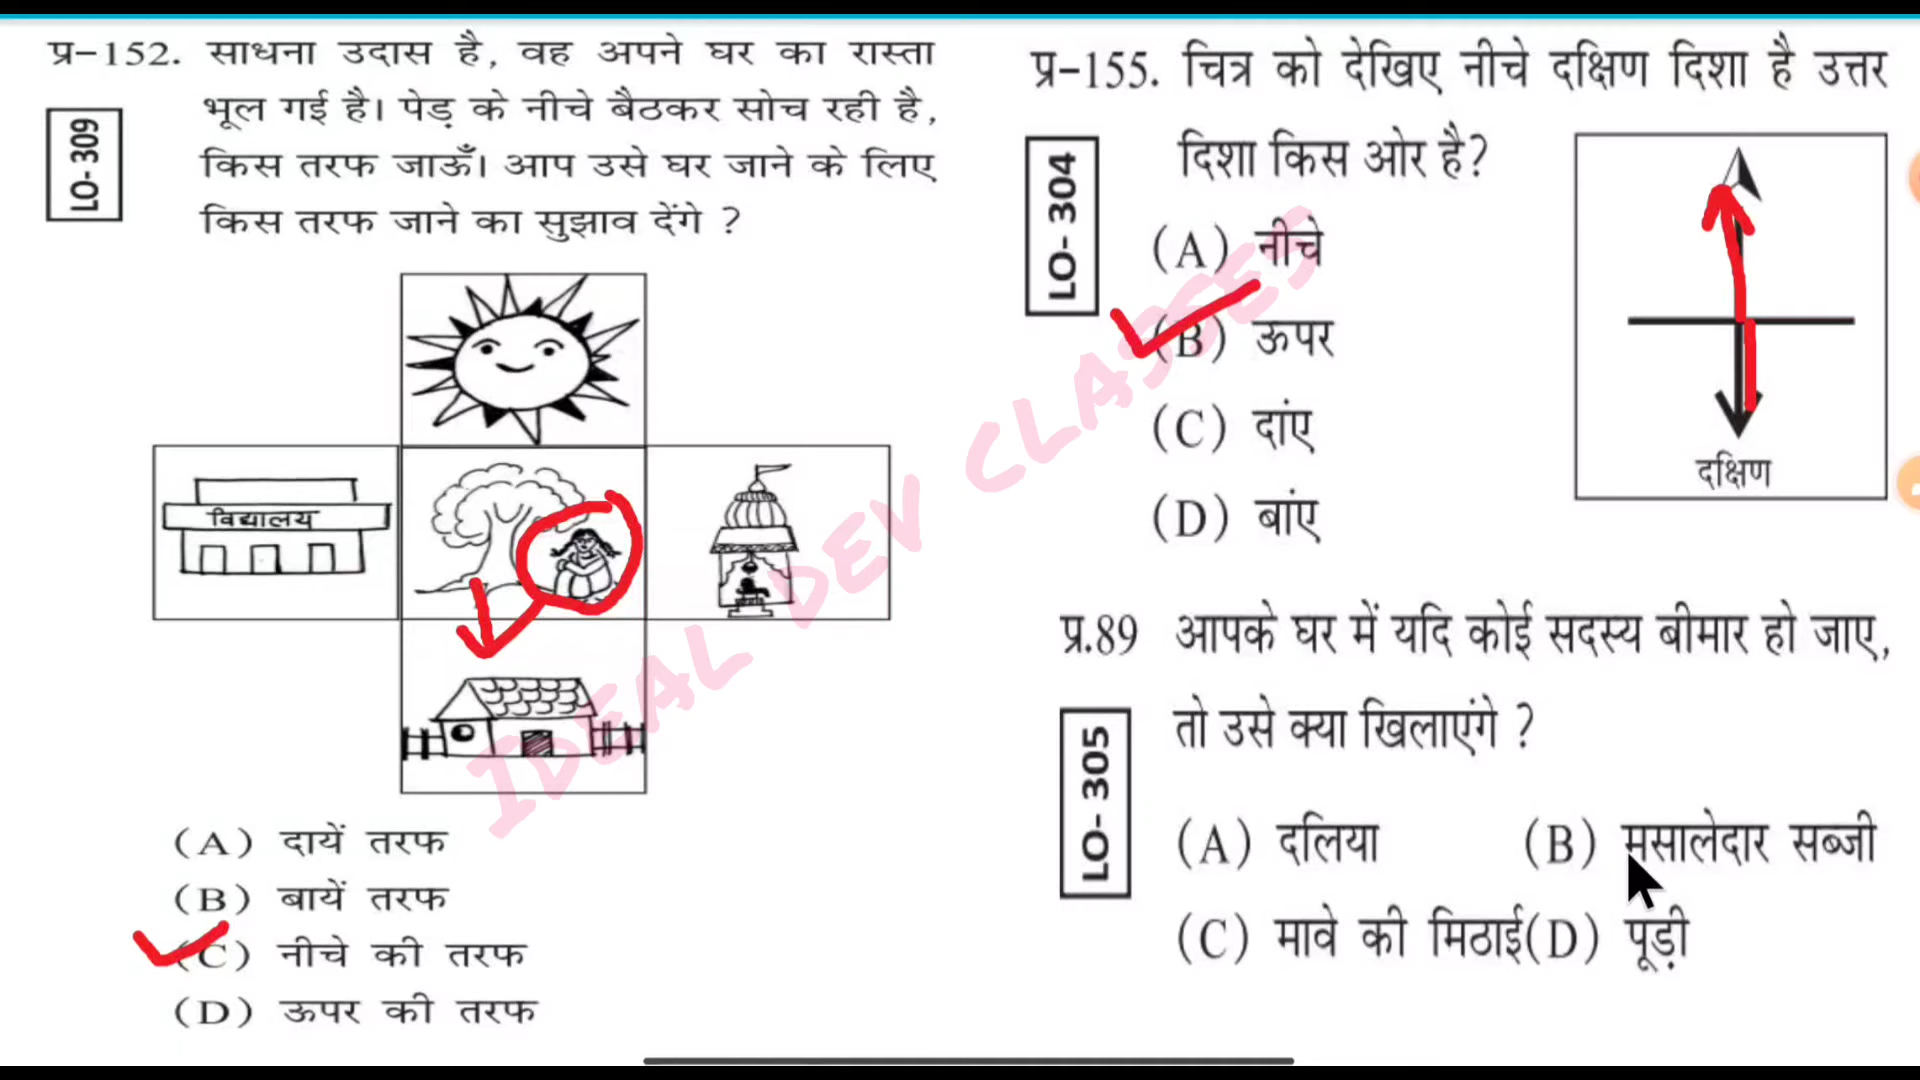 प्र–152. साधना उदास है, वह अपने घर का रास्ता
भूल गई है। पेड़ के नीचे बैठकर सोच रही है,
किस तरफ जाऊँ। आप उसे घर जाने के लिए
किस तरफ जाने का सुझाव देंगे ?
LO- 309
विद्यालय
(A) दायें तरफ
(B) बायें तरफ
(C) नीचे की तरफ
(D) ऊपर की तरफ
प्र–155. चित्र को देखिए नीचे दक्षिण दिशा है उत्तर
दिशा किस ओर है?
LO- 304
(A) नीचे
(B) ऊपर
(C) दांए
(D) बांए
दक्षिण
प्र.89 आपके घर में यदि कोई सदस्य बीमार हो जाए,
तो उसे क्या खिलाएंगे ?
LO- 305
(A) दलिया (B) मसालेदार सब्जी
(C) मावे की मिठाई(D) पूड़ी
IDEAL DEV CLASSES